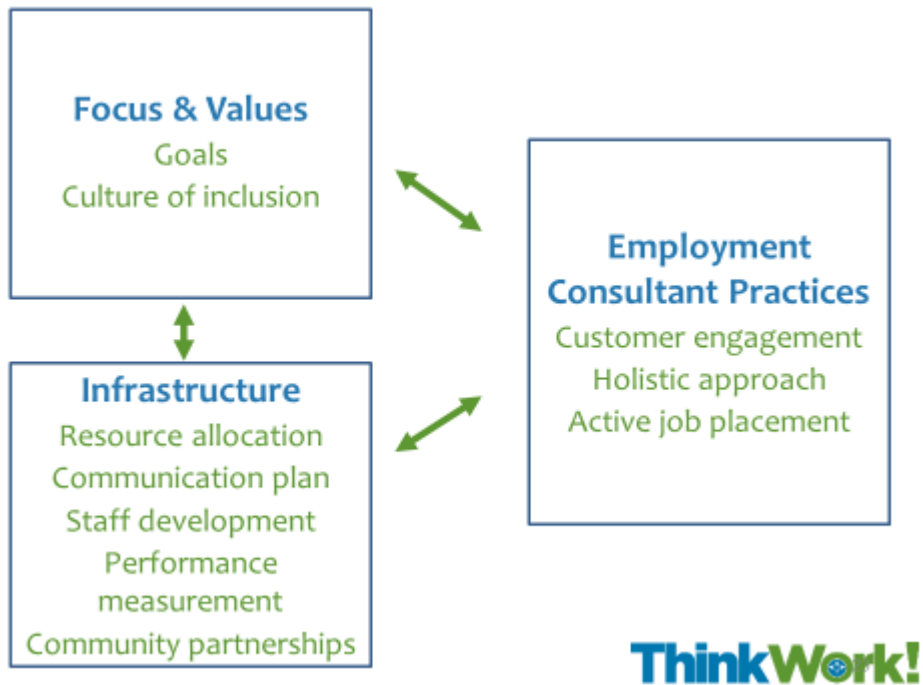 Focus & Values
Goals
Culture of inclusion
Infrastructure
Resource allocation
Communication plan
Staff development
Performance
measurement
Community partnerships
Employment
Consultant Practices
Customer engagement
Holistic approach
Active job placement
ThinkWork!